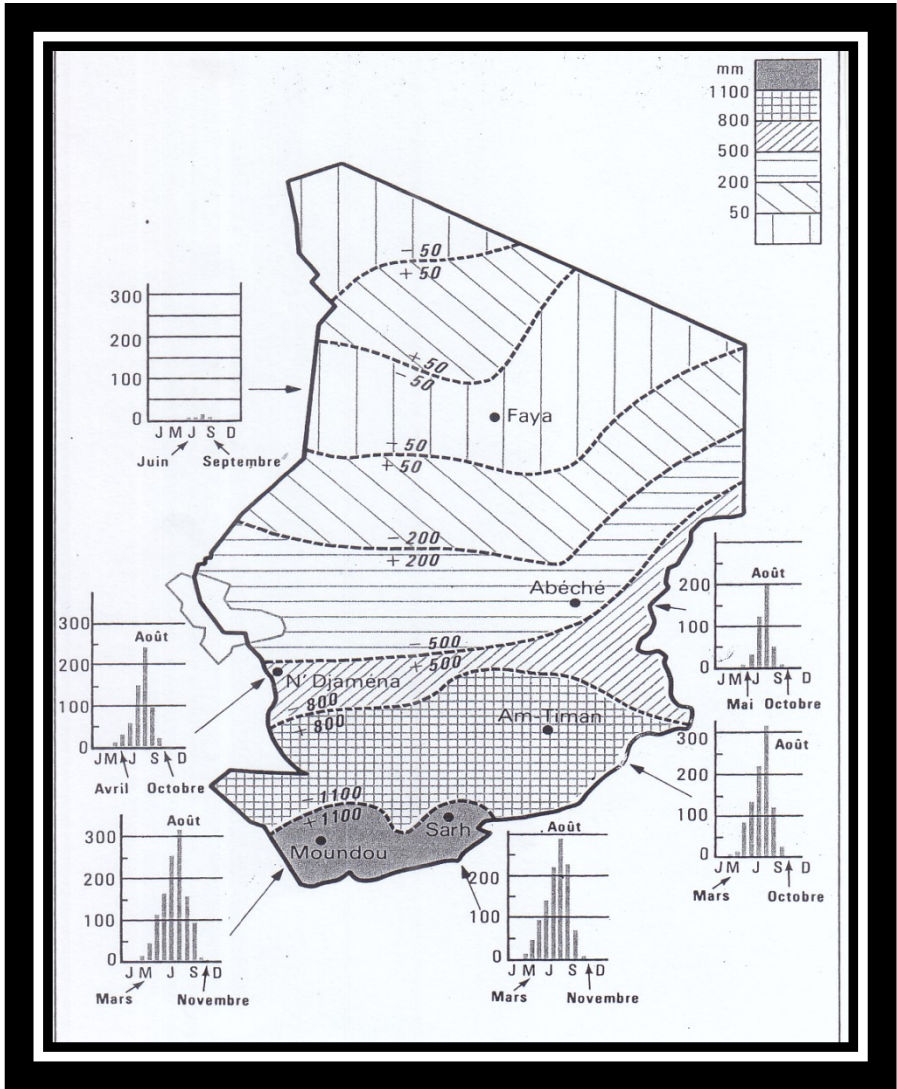 mm
1100
800
500
200
50
- 50
+ 50
+ 50
- 50
Faya
- 50
+ 50
- 200
+ 200
Abéché
- 500
+ 500
N'Djaména
- 800
+ 800
Am-Timan
- 1100
+ 1100
Sarh
Moundou
300
200
100
0
J M J S D
Juin Septembre
300
200
100
0
Août
J M J S D
Avril Octobre
300
200
100
0
Août
J M J S D
Mars Novembre
Août
200
100
0
J M J S D
Mars Novembre
300
200
100
0
Août
J M J S D
Mars Octobre
Août
200
100
0
J M J S D
Mai Octobre